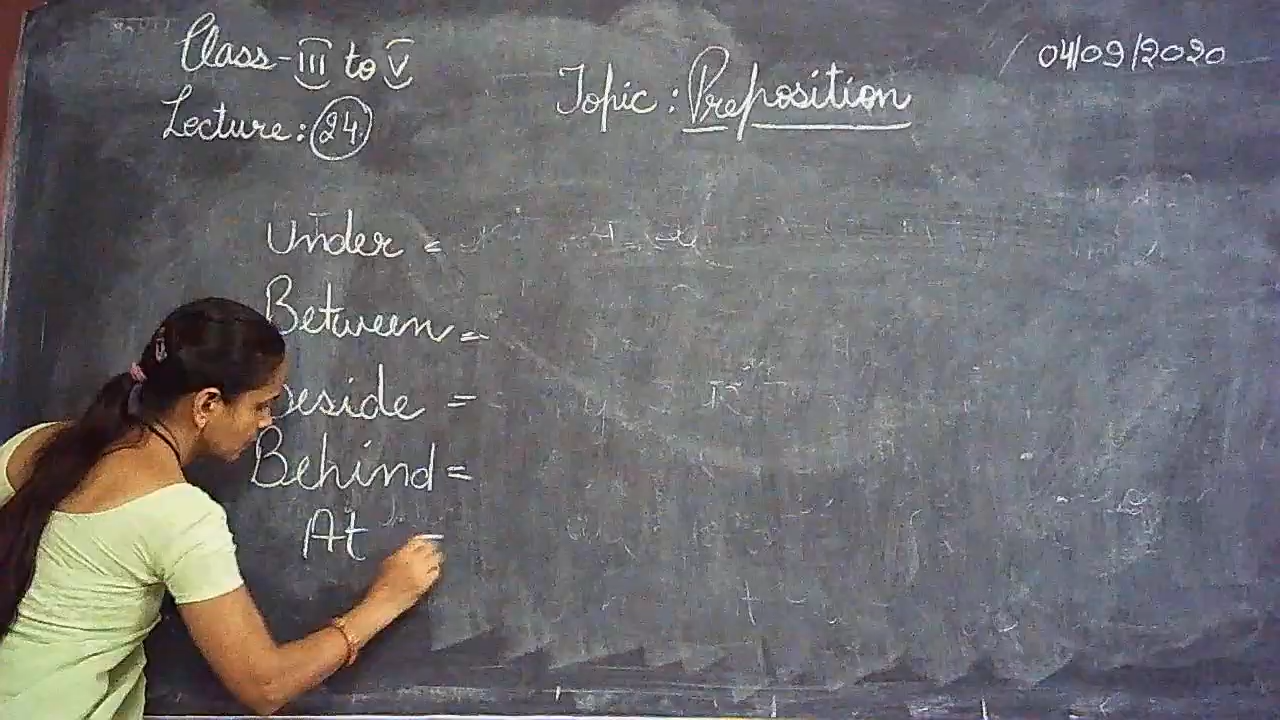 Class-III to V
Lecture: 24.
Topic: Preposition
04/09/2020
Under =
Between =
Beside =
Behind =
At =